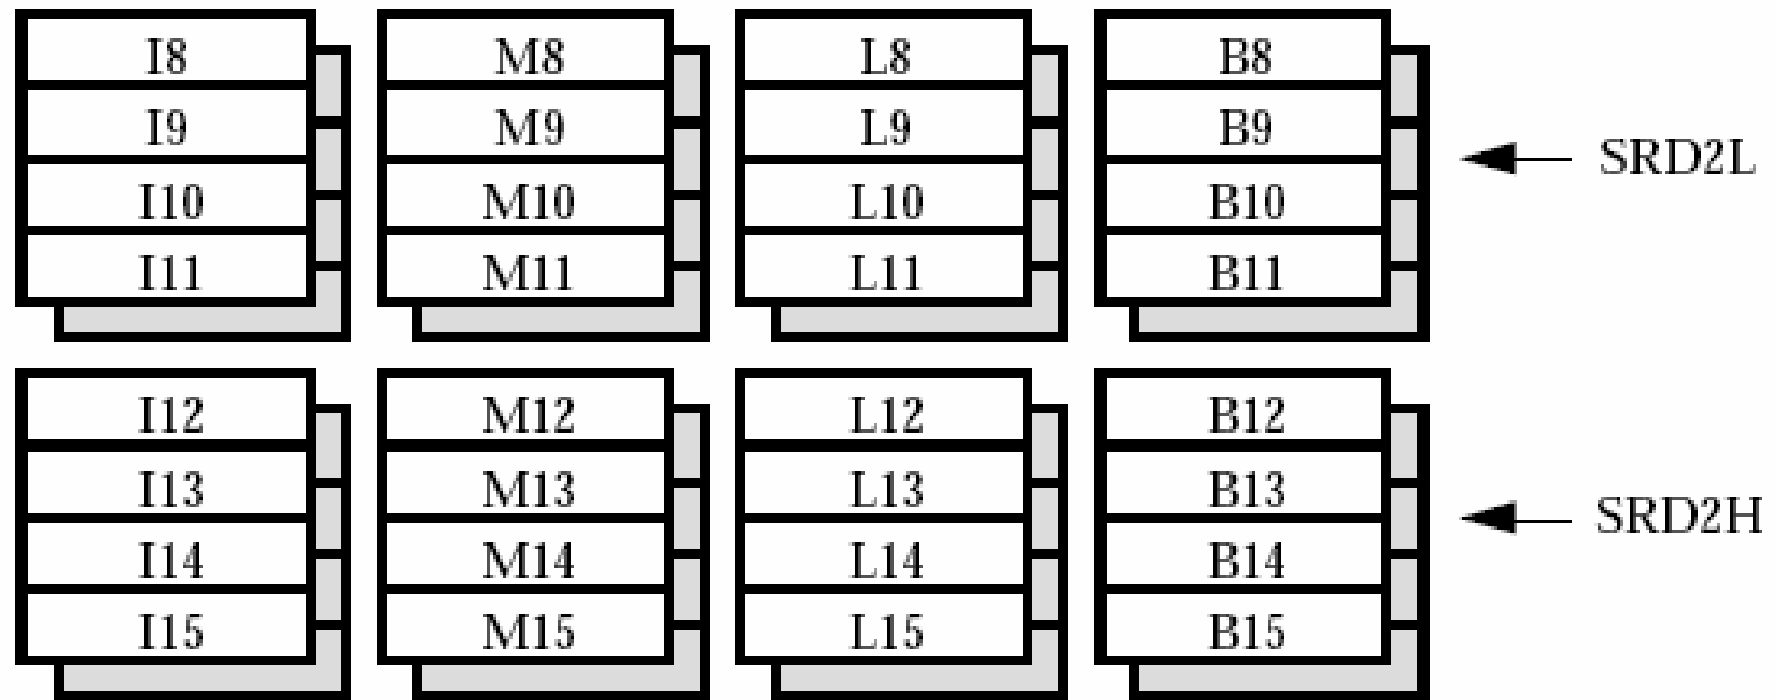 I8 M8 L8 B8
I9 M9 L9 B9
SRD2L
I10 M10 L10 B10
I11 M11 L11 B11
I12 M12 L12 B12
I13 M13 L13 B13
SRD2H
I14 M14 L14 B14
I15 M15 L15 B15